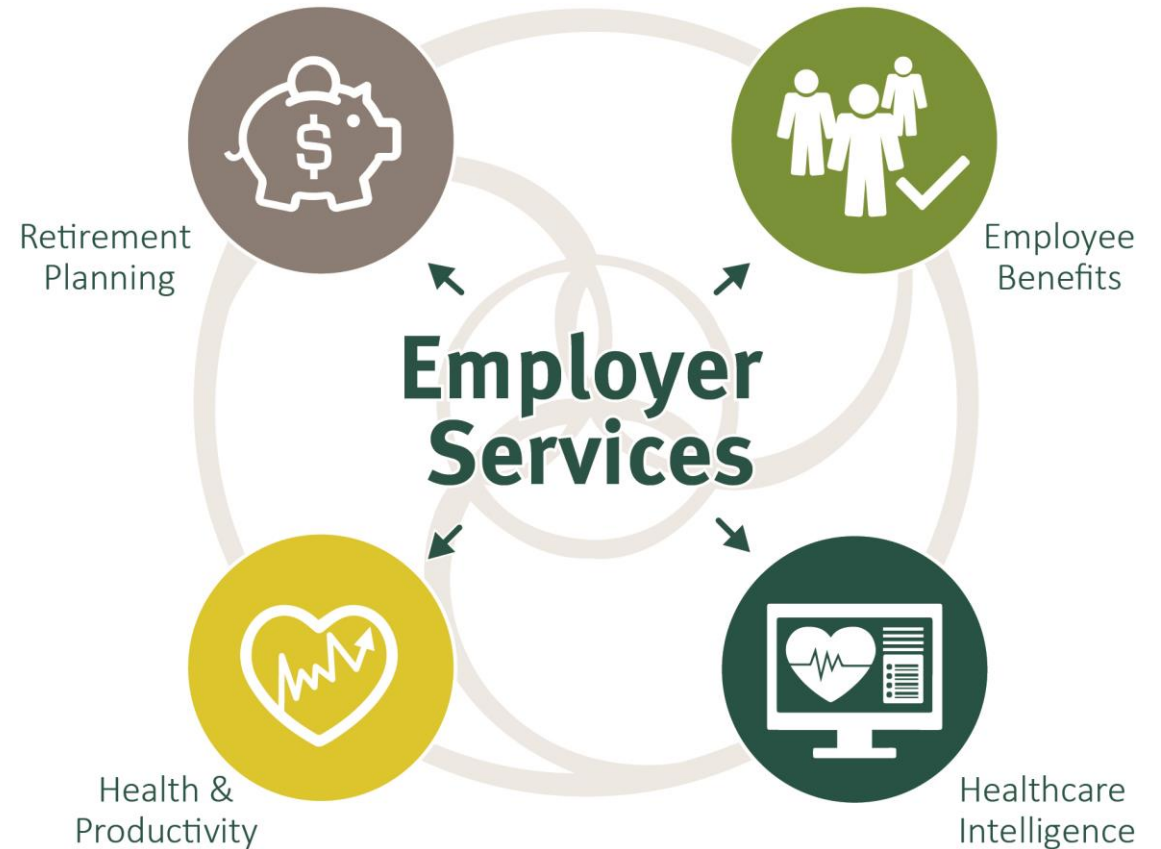 Retirement
Planning
Employee
Benefits
Employer
Services
Health &
Productivity
Healthcare
Intelligence